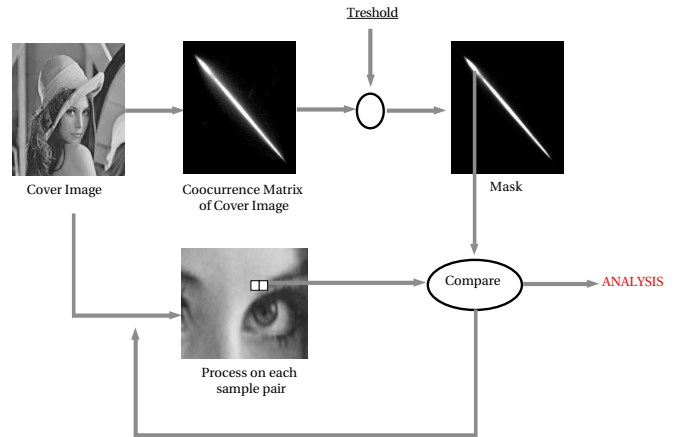 Treshold
Cover Image
Coocurrence Matrix
of Cover Image
Mask
Compare
ANALYSIS
Process on each
sample pair